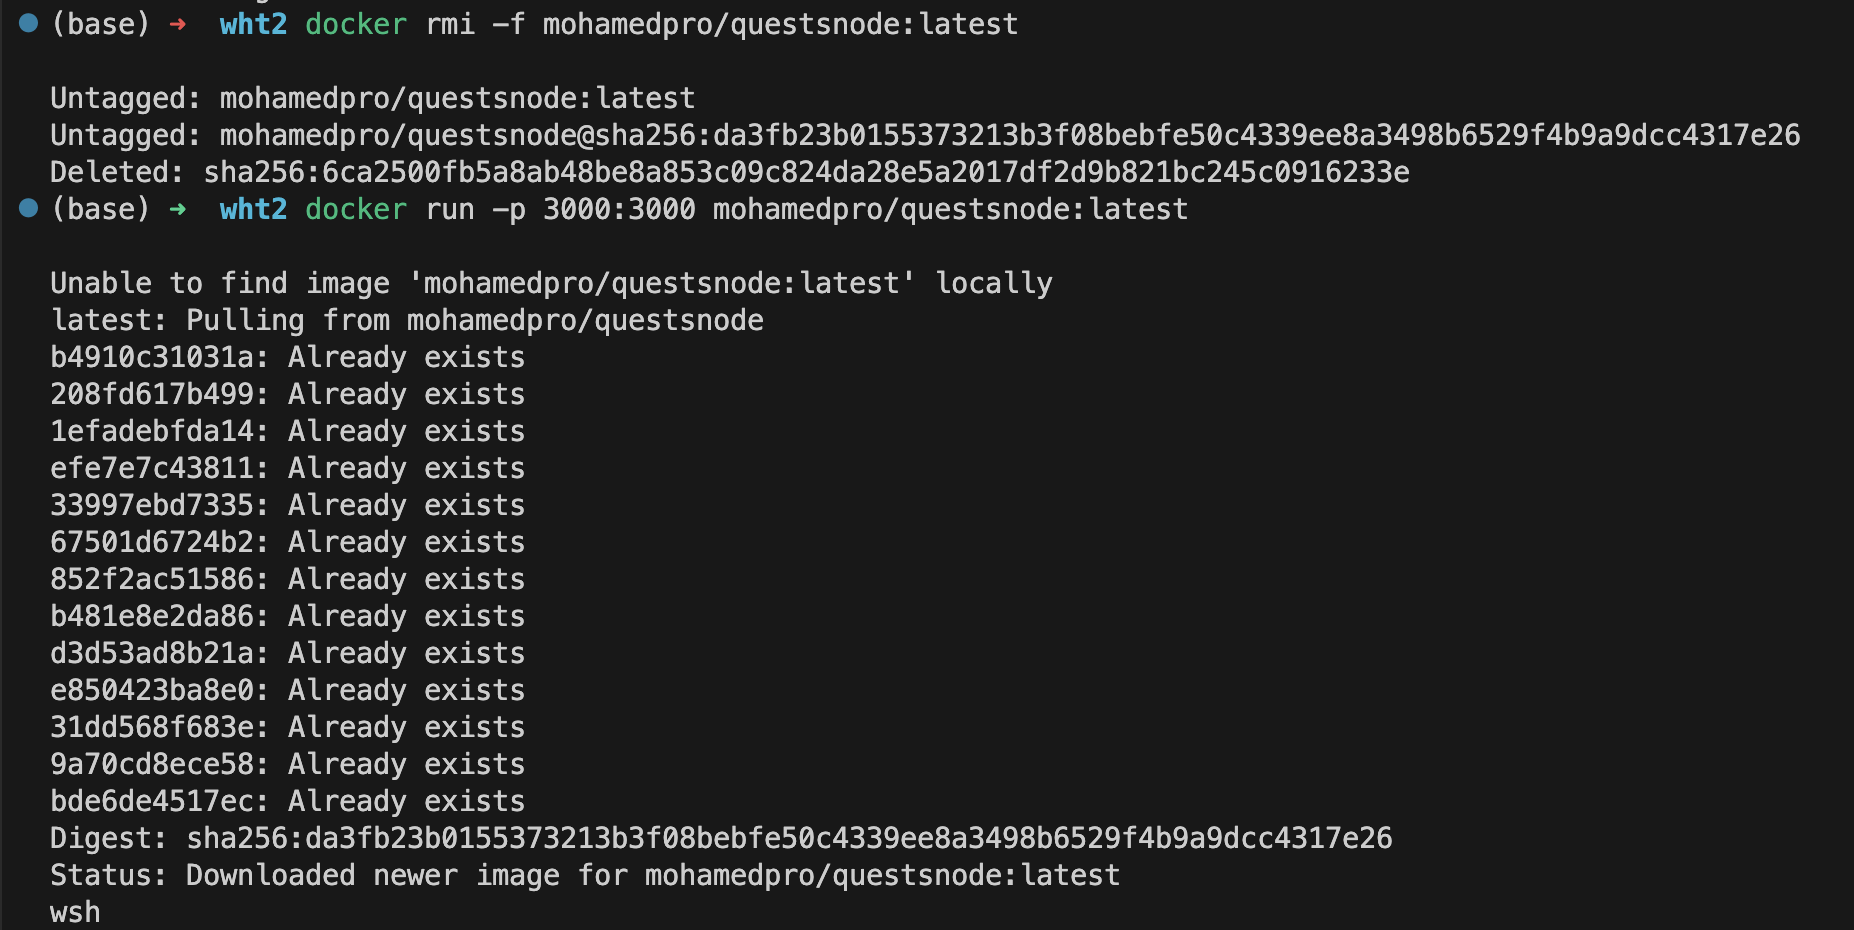 (base) ➜ wht2 docker rmi -f mohamedpro/questsnode:latest
Untagged: mohamedpro/questsnode:latest
Untagged: mohamedpro/questsnode@sha256:da3fb23b0155373213b3f08bebfe50c4339ee8a3498b6529f4b9a9dcc4317e26
Deleted: sha256:6ca2500fb5a8ab48be8a853c09c824da28e5a2017df2d9b821bc245c0916233e
(base) ➜ wht2 docker run -p 3000:3000 mohamedpro/questsnode:latest
Unable to find image 'mohamedpro/questsnode:latest' locally
latest: Pulling from mohamedpro/questsnode
b4910c31031a: Already exists
208fd617b499: Already exists
1efadebfda14: Already exists
efe7e7c43811: Already exists
33997ebd7335: Already exists
67501d6724b2: Already exists
852f2ac51586: Already exists
b481e8e2da86: Already exists
d3d53ad8b21a: Already exists
e850423ba8e0: Already exists
31dd568f683e: Already exists
9a70cd8ece58: Already exists
bde6de4517ec: Already exists
Digest: sha256:da3fb23b0155373213b3f08bebfe50c4339ee8a3498b6529f4b9a9dcc4317e26
Status: Downloaded newer image for mohamedpro/questsnode:latest
wsh